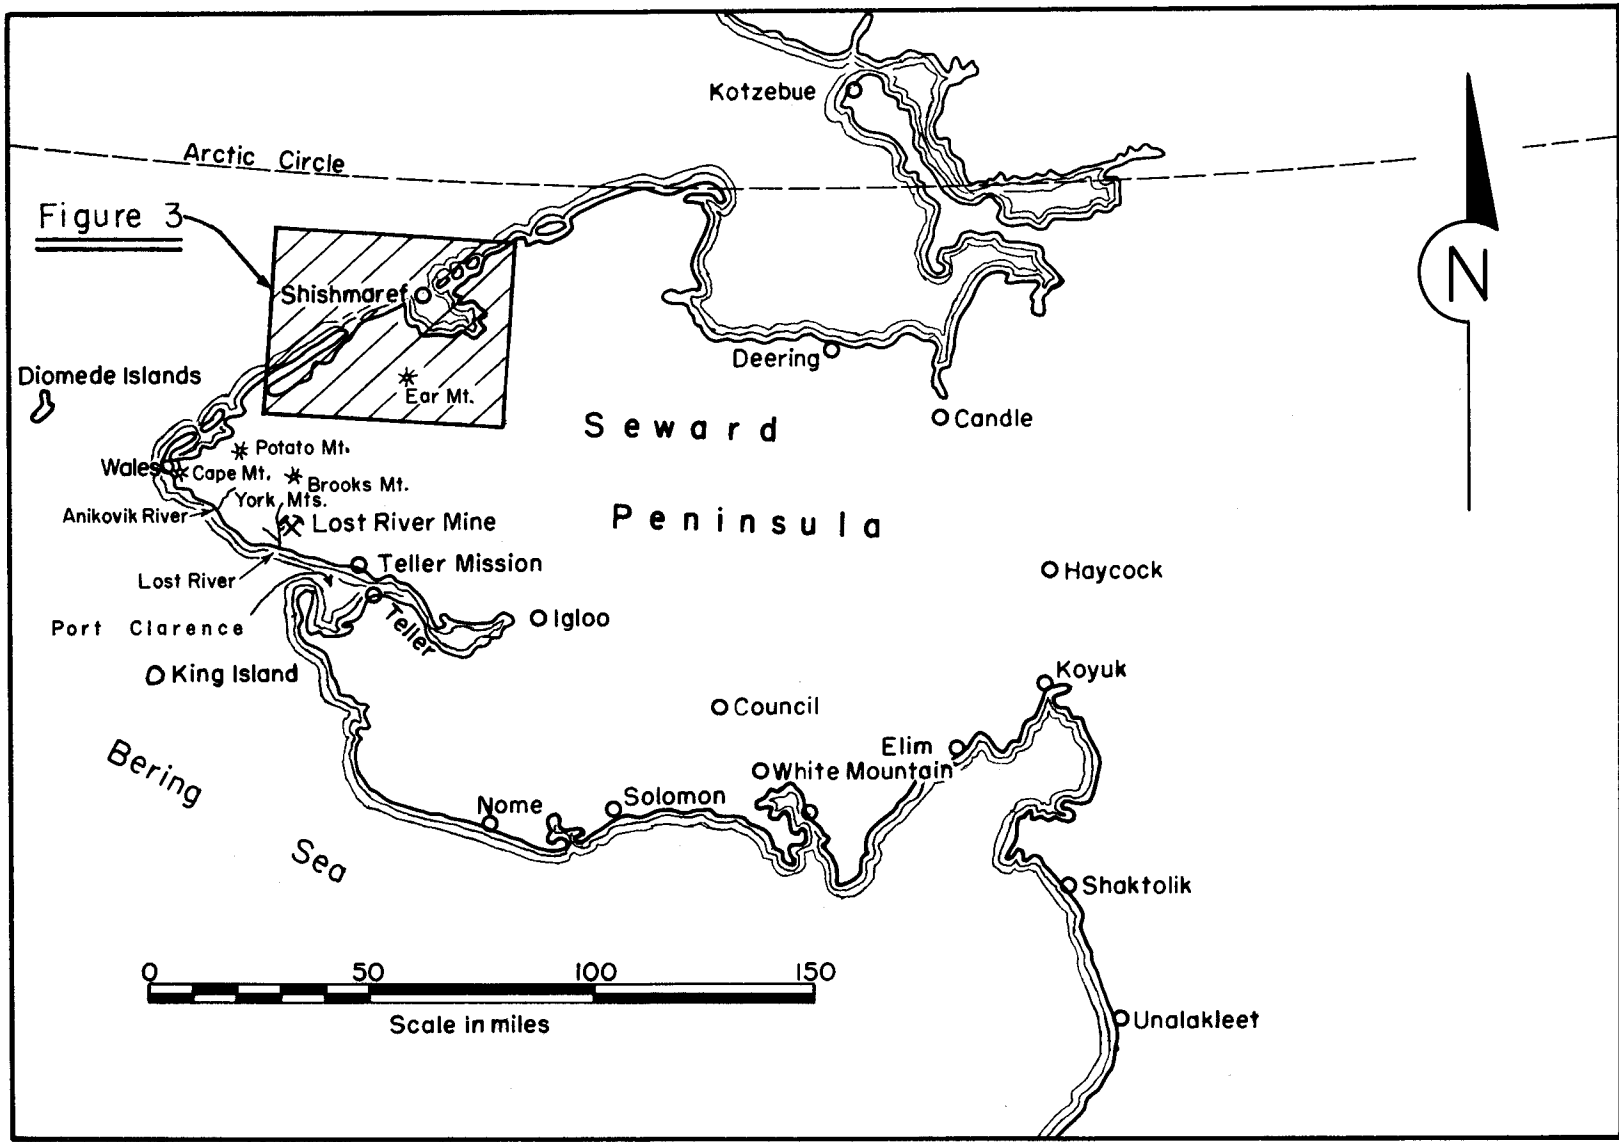 Kotzebue
Arctic Circle
Figure 3
N
Shishmaref
Deering
Diomede Islands
Ear Mt.
Seward
Candle
Potato Mt.
Wales
Cape Mt.
Brooks Mt.
York Mts.
Anikovik River
Peninsula
Lost River Mine
Teller Mission
Haycock
Lost River
Teller
Igloo
Port Clarence
King Island
Koyuk
Council
Elim
Bering
White Mountain
Nome
Solomon
Sea
Shaktolik
0 50 100 150
Scale in miles
Unalakleet